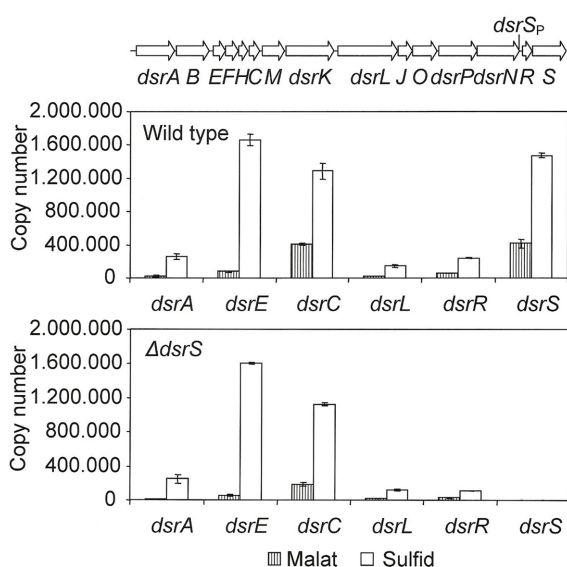 dsrSP
dsrA B EFHCM dsrK dsrL J O dsrPdsrNR S
Copy number
2.000.000
1.600.000
1.200.000
800.000
400.000
0
Wild type
dsrA dsrE dsrC dsrL dsrR dsrS
Copy number
2.000.000
1.600.000
1.200.000
800.000
400.000
0
ΔdsrS
dsrA dsrE dsrC dsrL dsrR dsrS
Malat Sulfid